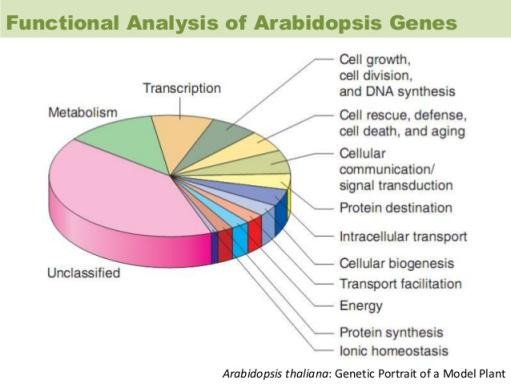 Functional Analysis of Arabidopsis Genes
Transcription
Metabolism
Unclassified
Cell growth,
cell division,
and DNA synthesis
Cell rescue, defense,
cell death, and aging
Cellular
communication/
signal transduction
Protein destination
Intracellular transport
Cellular biogenesis
Transport facilitation
Energy
Protein synthesis
Ionic homeostasis
Arabidopsis thaliana: Genetic Portrait of a Model Plant